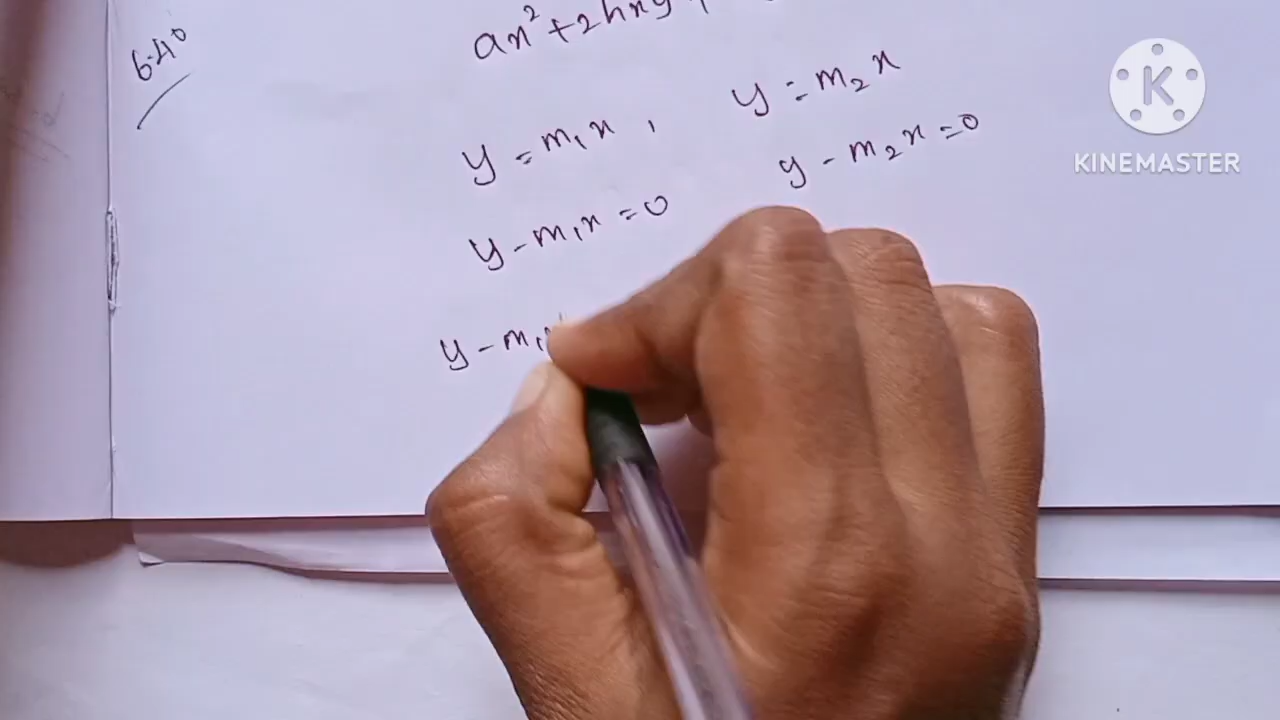 6.40
ax² + 2hxy +
y = m₁x , y = m₂x
y - m₁x = 0 y - m₂x = 0
y - m₁
KINEMASTER